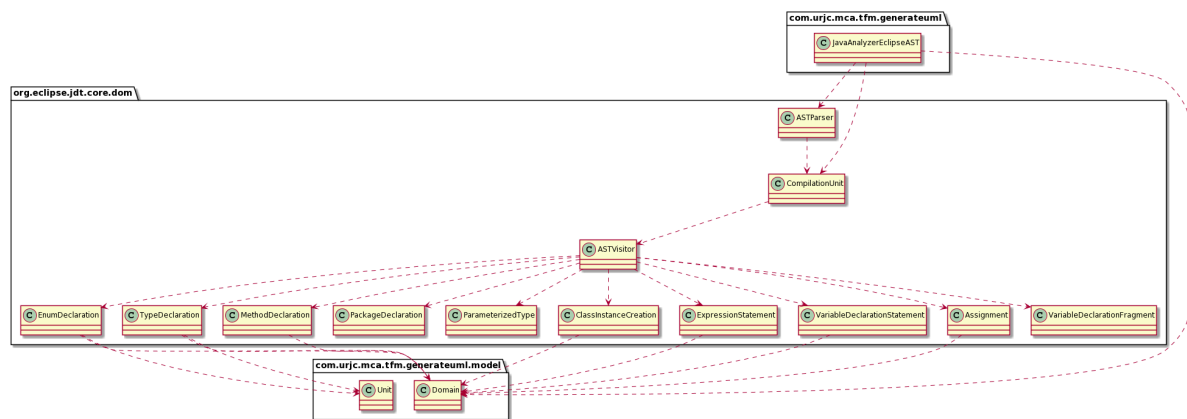 com.urjc.mca.tfm.generateuml
C JavaAnalyzerEclipseAST
org.eclipse.jdt.core.dom
C ASTParser
C CompilationUnit
C ASTVisitor
C EnumDeclaration C TypeDeclaration C MethodDeclaration C PackageDeclaration C ParameterizedType C ClassInstanceCreation C ExpressionStatement C VariableDeclarationStatement C Assignment C VariableDeclarationFragment
com.urjc.mca.tfm.generateuml.model
C Unit C Domain